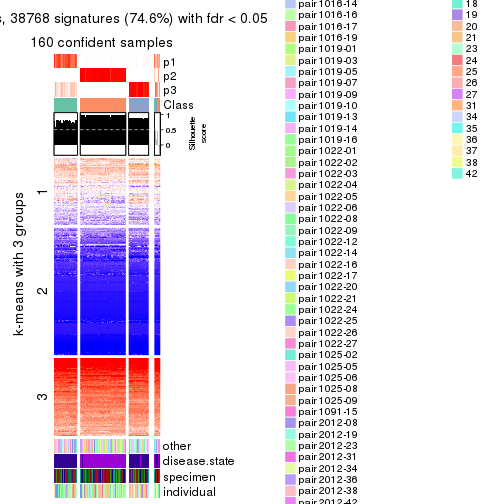 s, 38768 signatures (74.6%) with fdr < 0.05
160 confident samples
p1
p2
p3
Class
1
0.5
0
Silhouette
score
k-means with 3 groups
1
2
3
other
disease.state
specimen
individual
pair1016-14
pair1016-16
pair1016-17
pair1016-19
pair1019-01
pair1019-03
pair1019-05
pair1019-07
pair1019-09
pair1019-10
pair1019-13
pair1019-14
pair1019-16
pair1022-01
pair1022-02
pair1022-03
pair1022-04
pair1022-05
pair1022-06
pair1022-08
pair1022-09
pair1022-12
pair1022-14
pair1022-16
pair1022-17
pair1022-20
pair1022-21
pair1022-24
pair1022-25
pair1022-26
pair1022-27
pair1025-02
pair1025-05
pair1025-06
pair1025-08
pair1025-09
pair1091-15
pair2012-08
pair2012-19
pair2012-23
pair2012-31
pair2012-34
pair2012-36
pair2012-38
pair2012-42
18
19
20
21
23
24
25
26
27
31
34
35
36
37
38
42